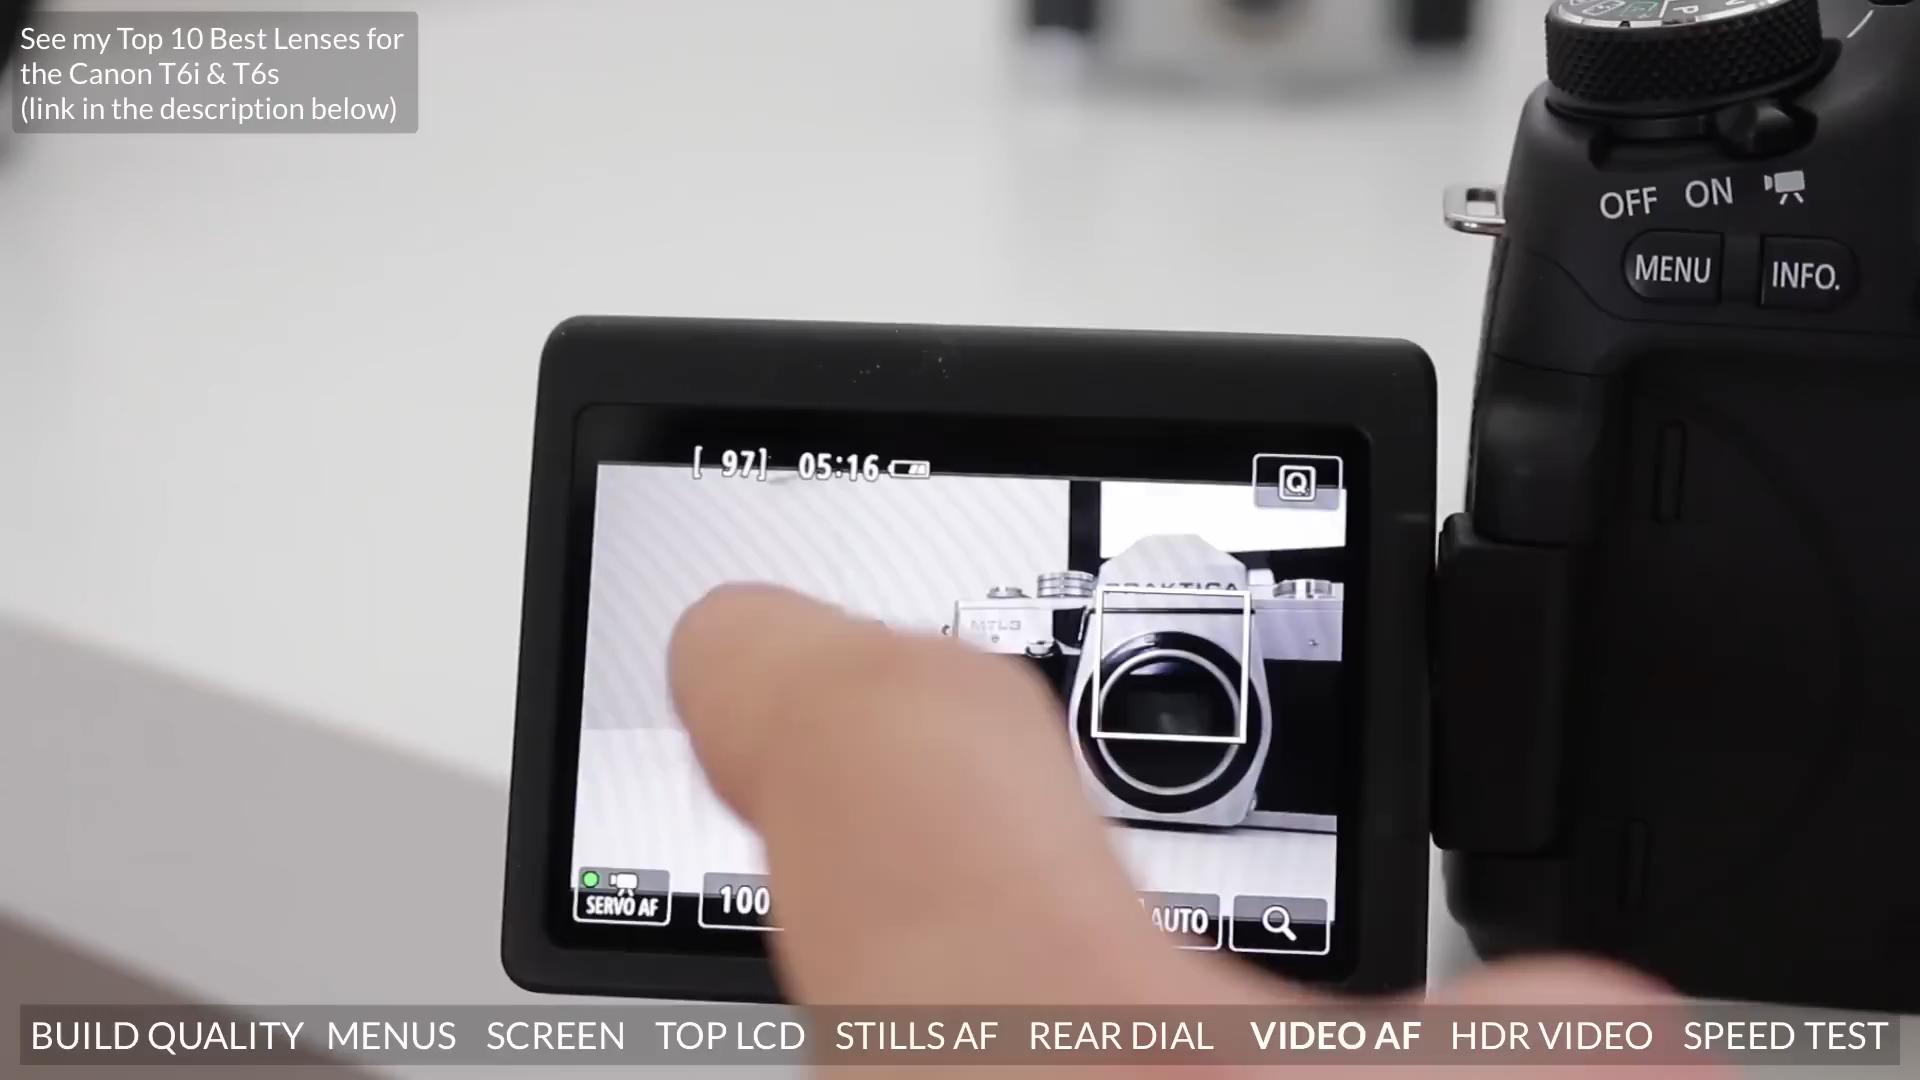 See my Top 10 Best Lenses for
the Canon T6i & T6s
(link in the description below)
P
OFF ON
MENU INFO.
[ 97] 05:16
Q
PRAKTICA
MTL3
SERVO AF
100
AUTO
BUILD QUALITY MENUS SCREEN TOP LCD STILLS AF REAR DIAL VIDEO AF HDR VIDEO SPEED TEST